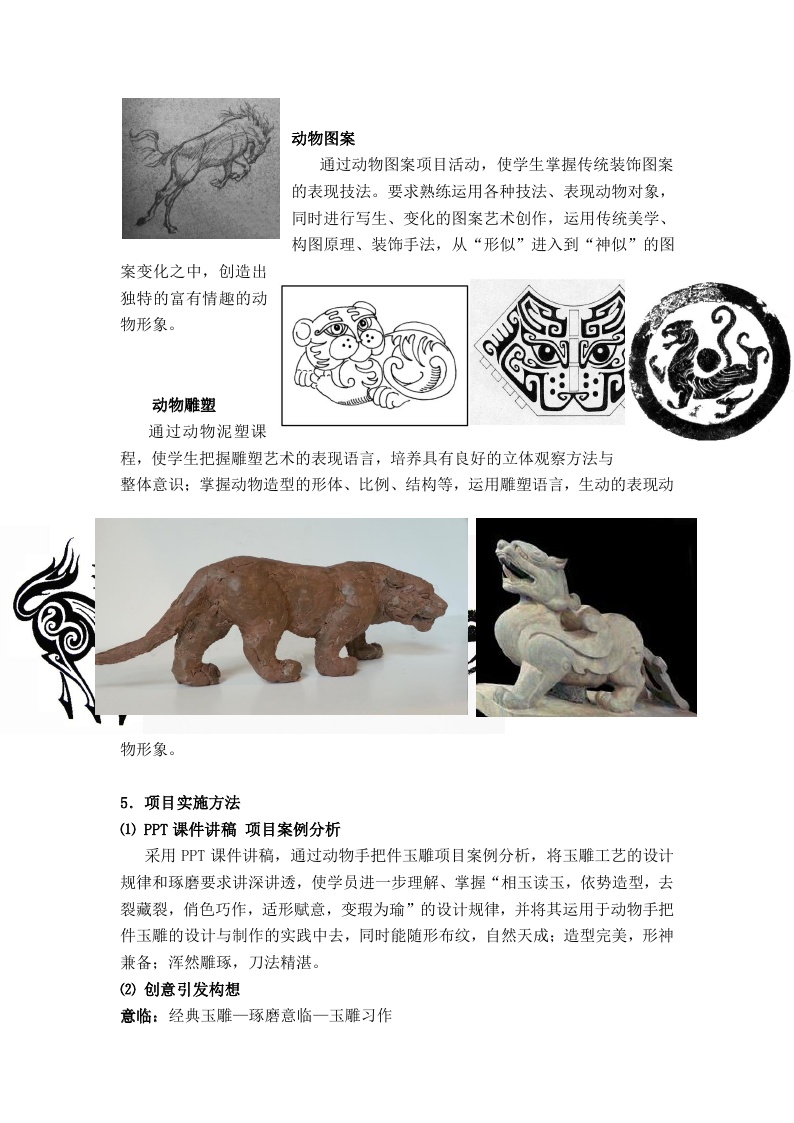 动物图案
通过动物图案项目活动，使学生掌握传统装饰图案
的表现技法。要求熟练运用各种技法、表现动物对象，
同时进行写生、变化的图案艺术创作，运用传统美学、
构图原理、装饰手法，从“形似”进入到“神似”的图
案变化之中，创造出
独特的富有情趣的动
物形象。
动物雕塑
通过动物泥塑课
程，使学生把握雕塑艺术的表现语言，培养具有良好的立体观察方法与
整体意识；掌握动物造型的形体、比例、结构等，运用雕塑语言，生动的表现动
物形象。
5．项目实施方法
⑴ PPT 课件讲稿 项目案例分析
采用 PPT 课件讲稿，通过动物手把件玉雕项目案例分析，将玉雕工艺的设计
规律和琢磨要求讲深讲透，使学员进一步理解、掌握“相玉读玉，依势造型，去
裂藏裂，俏色巧作，适形赋意，变瑕为瑜”的设计规律，并将其运用于动物手把
件玉雕的设计与制作的实践中去，同时能随形布纹，自然天成；造型完美，形神
兼备；浑然雕琢，刀法精湛。
⑵ 创意引发构想
意临：经典玉雕—琢磨意临—玉雕习作